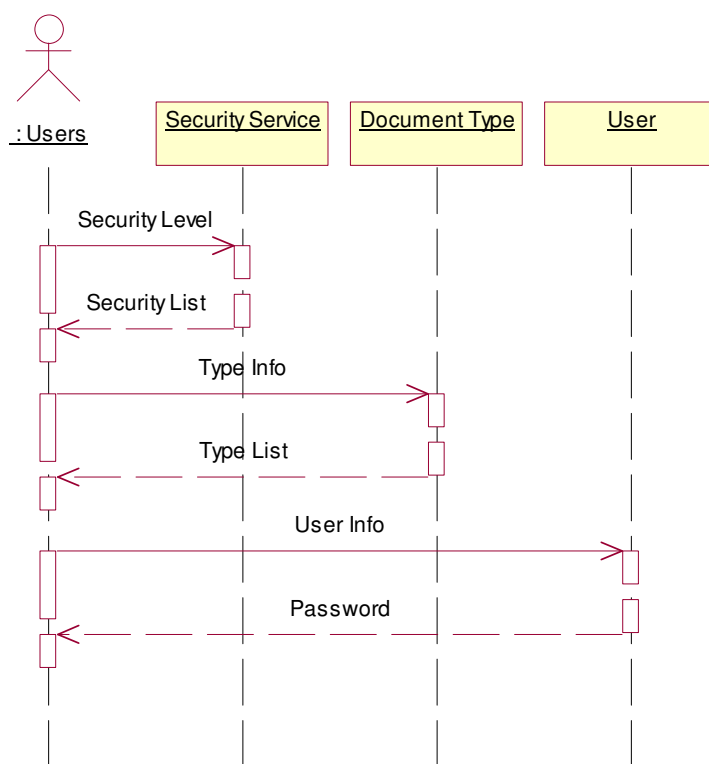 : Users
Security Service
Document Type
User
Security Level
Security List
Type Info
Type List
User Info
Password